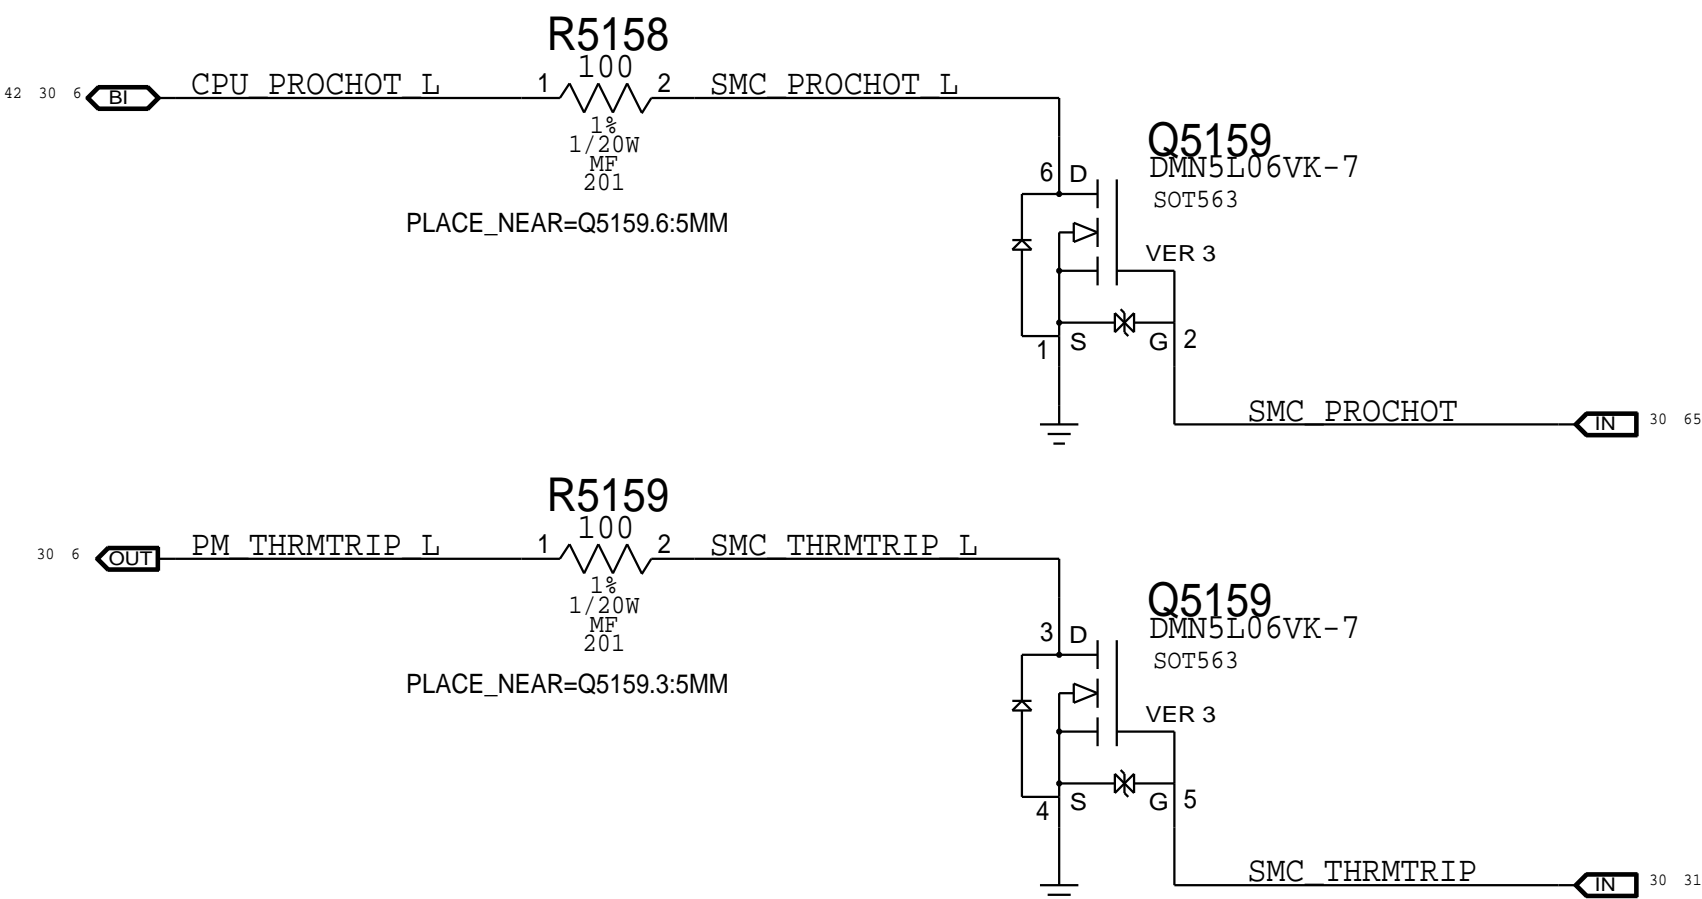 R5158
100
42 30 6 BI CPU_PROCHOT_L 1 2 SMC_PROCHOT_L
1%
1/20W
MF
201
PLACE_NEAR=Q5159.6:5MM
Q5159
DMN5L06VK-7
6 D
SOT563
VER 3
1 S G 2
SMC_PROCHOT IN 30 65
R5159
100
30 6 OUT PM_THRMTRIP_L 1 2 SMC_THRMTRIP_L
1%
1/20W
MF
201
PLACE_NEAR=Q5159.3:5MM
Q5159
DMN5L06VK-7
3 D
SOT563
VER 3
4 S G 5
SMC_THRMTRIP IN 30 31